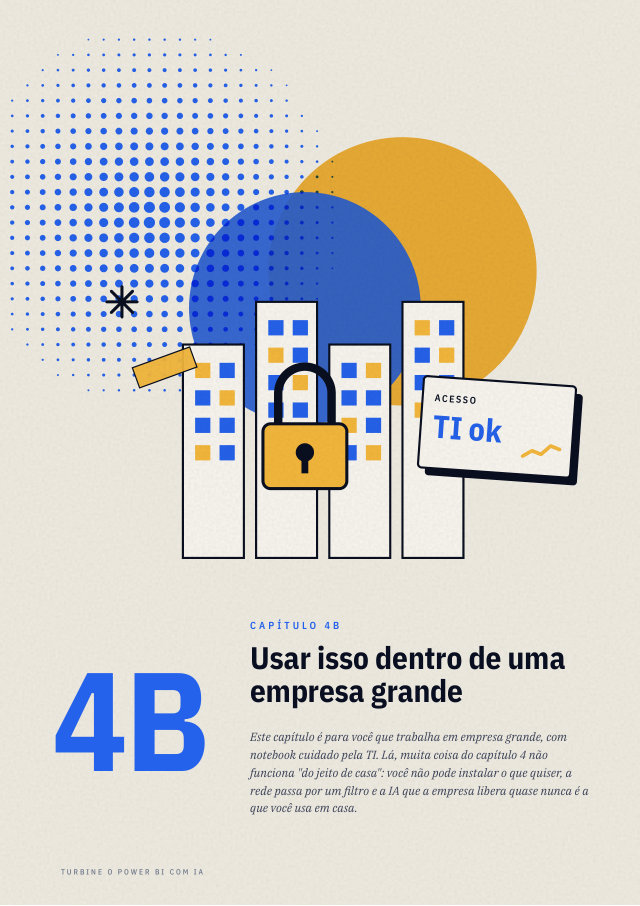 ACESSO
TI ok
CAPÍTULO 4B
4B
Usar isso dentro de uma
empresa grande
Este capítulo é para você que trabalha em empresa grande, com
notebook cuidado pela TI. Lá, muita coisa do capítulo 4 não
funciona "do jeito de casa": você não pode instalar o que quiser, a
rede passa por um filtro e a IA que a empresa libera quase nunca é a
que você usa em casa.
TURBINE O POWER BI COM IA